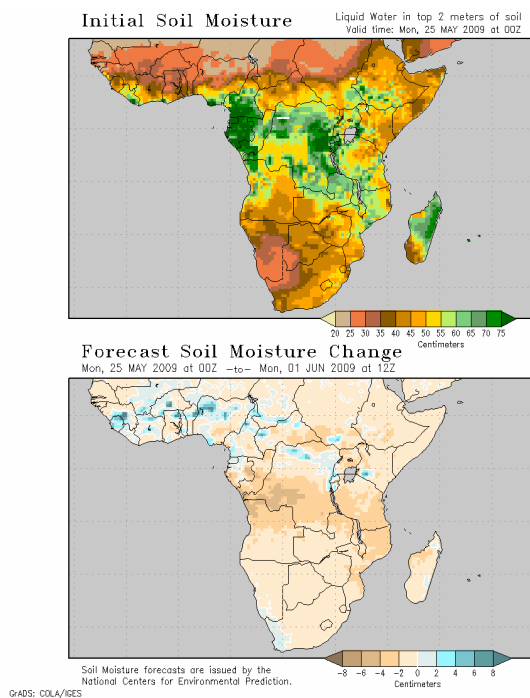 Initial Soil Moisture
Liquid Water in top 2 meters of soil
Valid time: Mon, 25 MAY 2009 at 00Z
20 25 30 35 40 45 50 55 60 65 70 75
Centimeters
Forecast Soil Moisture Change
Mon, 25 MAY 2009 at 00Z -to- Mon, 01 JUN 2009 at 12Z
-8 -6 -4 -2 0 2 4 6 8
Centimeters
Soil Moisture forecasts are issued by the
National Centers for Environmental Prediction.
GrADS: COLA/IGES